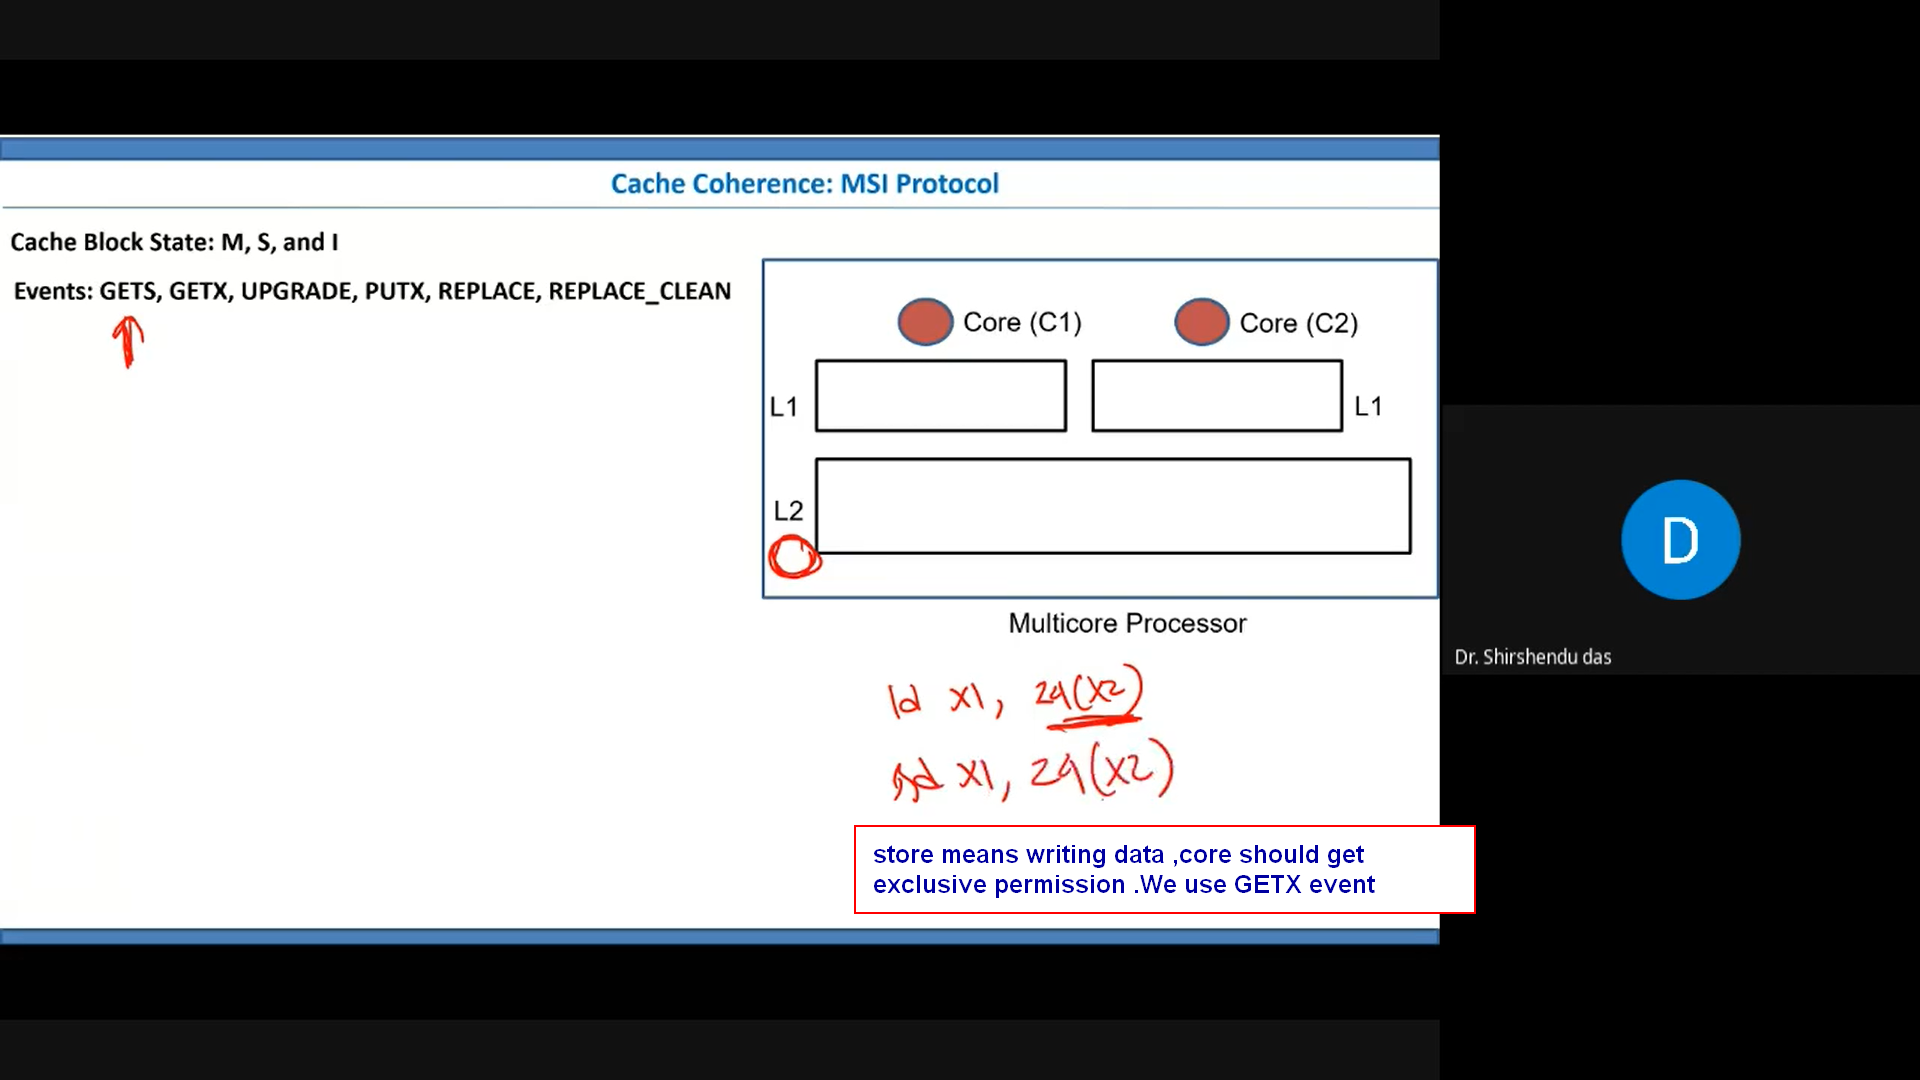 Cache Coherence: MSI Protocol
Cache Block State: M, S, and I
Events: GETS, GETX, UPGRADE, PUTX, REPLACE, REPLACE_CLEAN
Core (C1)
Core (C2)
L1
L1
L2
Multicore Processor
ld x1, 24(x2)
sd x1, 24(x2)
store means writing data ,core should get
exclusive permission .We use GETX event
D
Dr. Shirshendu das